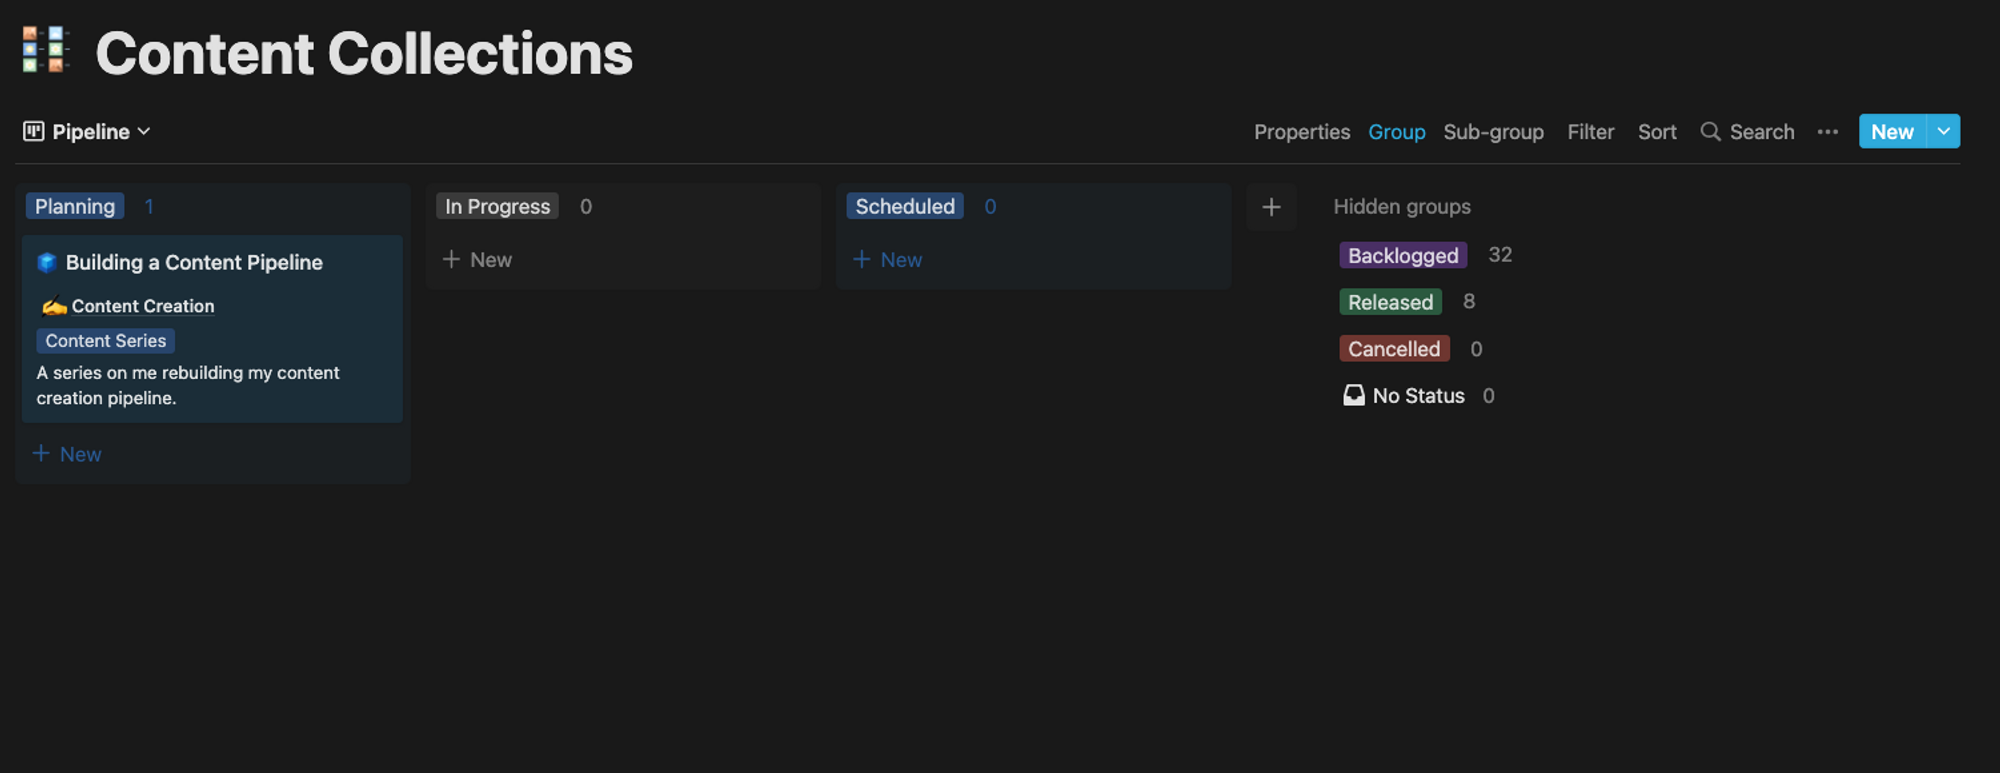 Content Collections
Pipeline
Properties Group Sub-group Filter Sort Search ••• New
Planning 1
Building a Content Pipeline
Content Creation
Content Series
A series on me rebuilding my content
creation pipeline.
+ New
In Progress 0
+ New
Scheduled 0
+ New
+
Hidden groups
Backlogged 32
Released 8
Cancelled 0
No Status 0